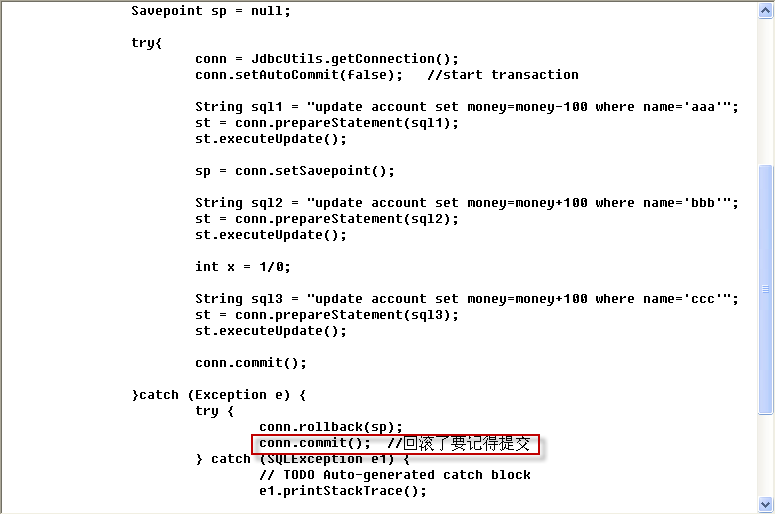 Savepoint sp = null;
try{
conn = JdbcUtils.getConnection();
conn.setAutoCommit(false);   //start transaction
String sql1 = "update account set money=money-100 where name='aaa'";
st = conn.prepareStatement(sql1);
st.executeUpdate();
sp = conn.setSavepoint();
String sql2 = "update account set money=money+100 where name='bbb'";
st = conn.prepareStatement(sql2);
st.executeUpdate();
int x = 1/0;
String sql3 = "update account set money=money+100 where name='ccc'";
st = conn.prepareStatement(sql3);
st.executeUpdate();
conn.commit();
}catch (Exception e) {
try {
conn.rollback(sp);
conn.commit();  //回滚了要记得提交
} catch (SQLException e1) {
// TODO Auto-generated catch block
e1.printStackTrace();